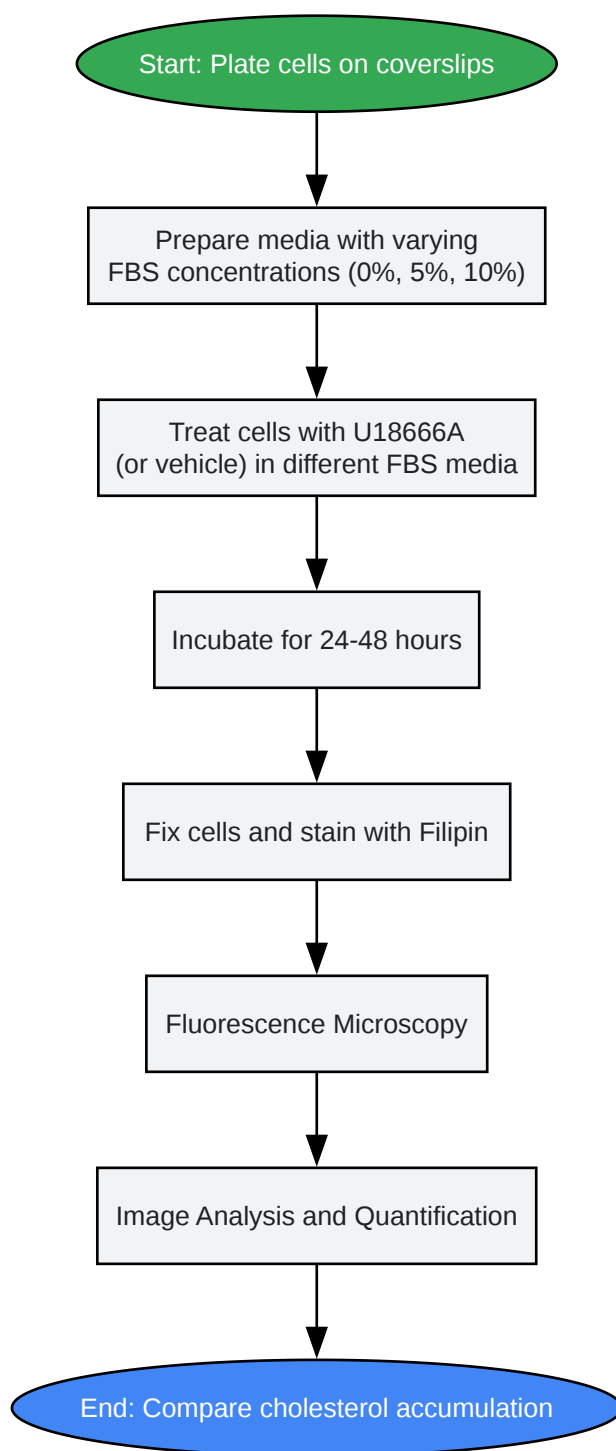 Start: Plate cells on coverslips
Prepare media with varying
FBS concentrations (0%, 5%, 10%)
Treat cells with U18666A
(or vehicle) in different FBS media
Incubate for 24-48 hours
Fix cells and stain with Filipin
Fluorescence Microscopy
Image Analysis and Quantification
End: Compare cholesterol accumulation